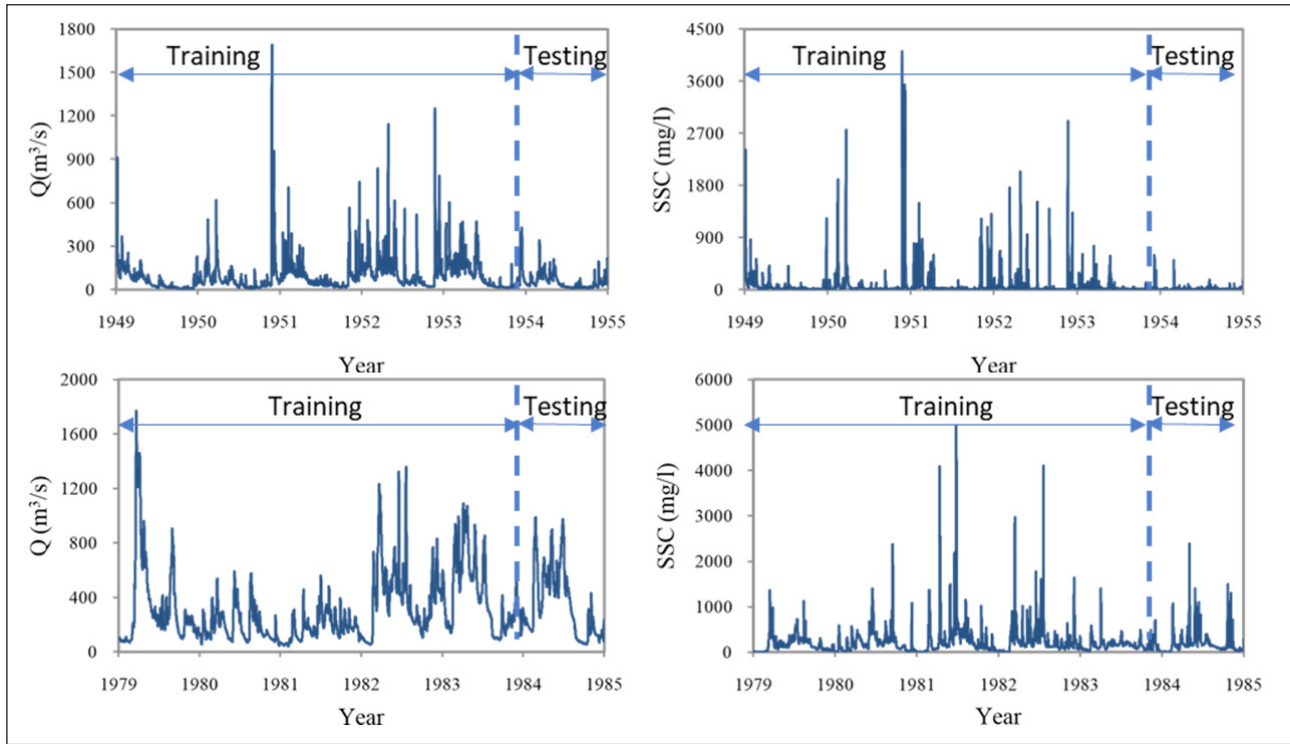 Training
Testing
1800
1500
1200
900
600
300
0
Q(m³/s)
1949 1950 1951 1952 1953 1954 1955
Year
Training
Testing
4500
3600
2700
1800
900
0
SSC (mg/l)
1949 1950 1951 1952 1953 1954 1955
Year
Training
Testing
2000
1600
1200
800
400
0
Q (m³/s)
1979 1980 1981 1982 1983 1984 1985
Year
Training
Testing
6000
5000
4000
3000
2000
1000
0
SSC (mg/l)
1979 1980 1981 1982 1983 1984 1985
Year